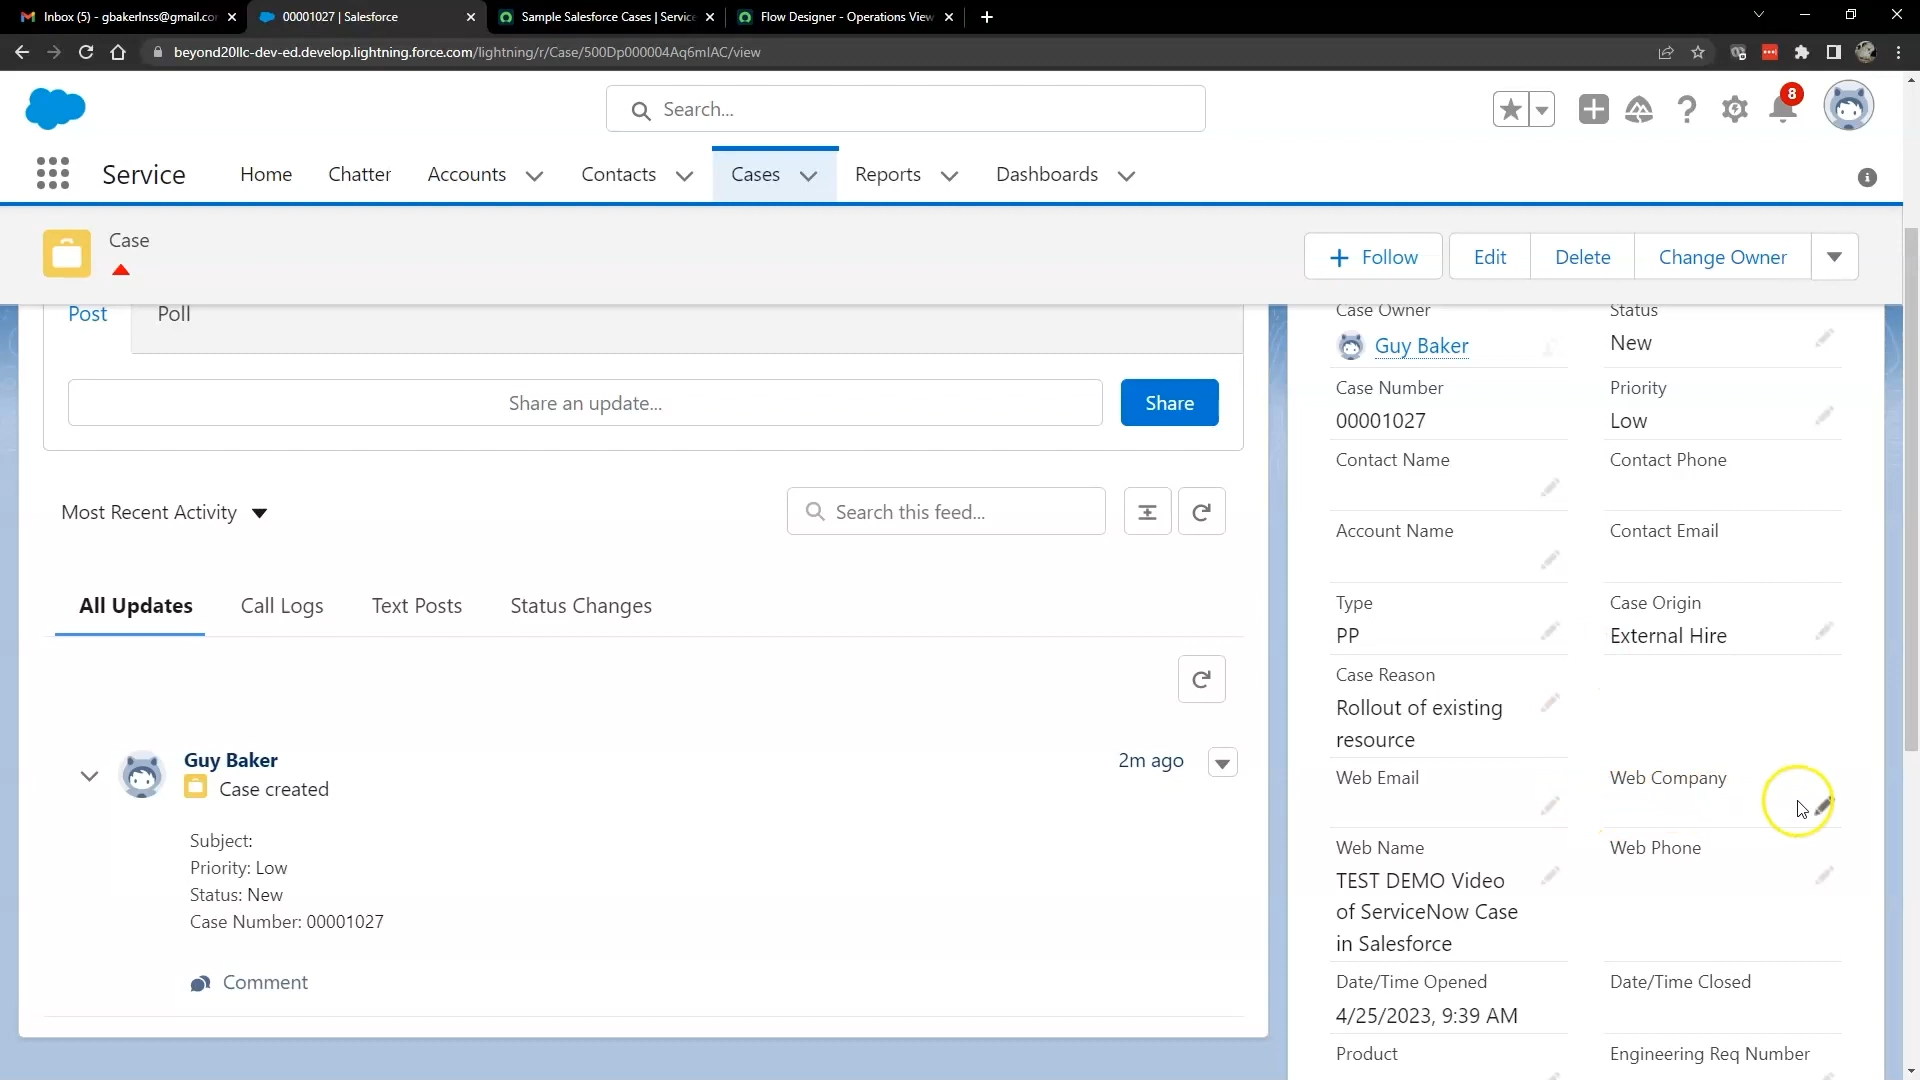 Inbox (5) - gbakerlnss@gmail.cor
00001027 | Salesforce
Sample Salesforce Cases | Service
Flow Designer - Operations View
beyond20llc-dev-ed.develop.lightning.force.com/lightning/r/Case/500Dp000004Aq6mIAC/view
Search...
8
Service
Home
Chatter
Accounts
Contacts
Cases
Reports
Dashboards
Case
Follow
Edit
Delete
Change Owner
Post
Poll
Share an update...
Share
Most Recent Activity
Search this feed...
All Updates
Call Logs
Text Posts
Status Changes
Guy Baker
2m ago
Case created
Subject:
Priority: Low
Status: New
Case Number: 00001027
Comment
Case Owner
Guy Baker
Status
New
Case Number
00001027
Priority
Low
Contact Name
Contact Phone
Account Name
Contact Email
Type
PP
Case Origin
External Hire
Case Reason
Rollout of existing
resource
Web Email
Web Company
Web Name
TEST DEMO Video
of ServiceNow Case
in Salesforce
Web Phone
Date/Time Opened
4/25/2023, 9:39 AM
Date/Time Closed
Product
Engineering Req Number